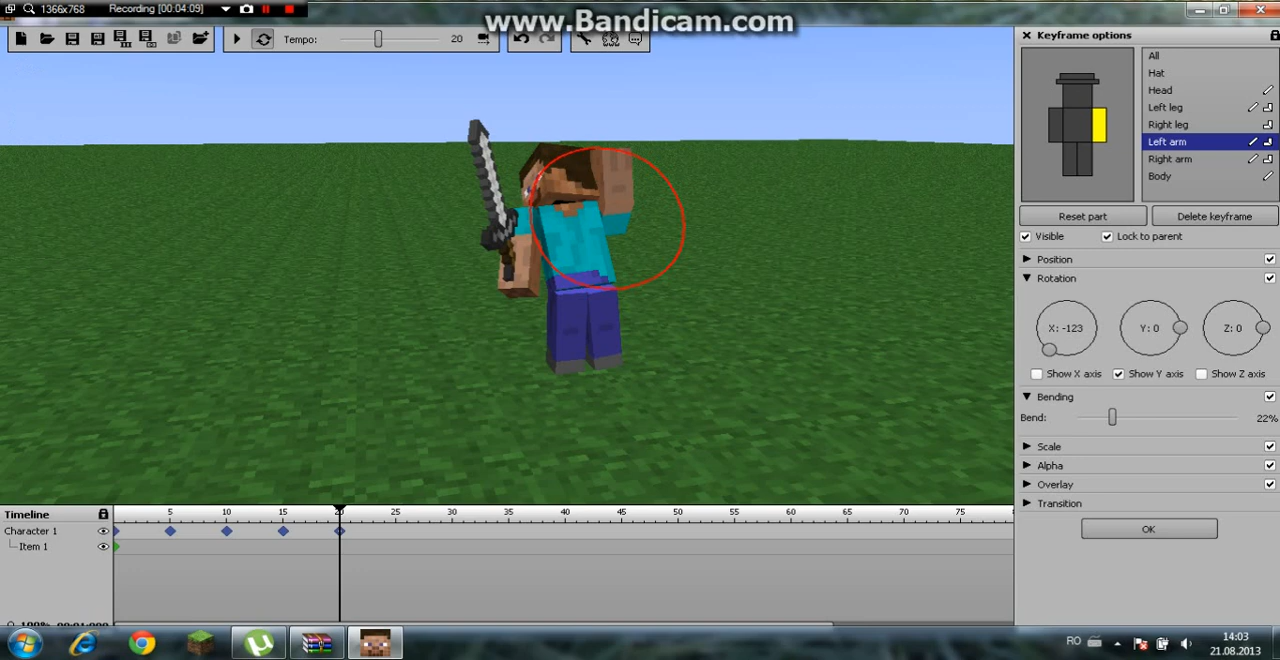 1366x768 Recording [00:04:09]
www.Bandicam.com
Tempo: 20
Keyframe options
All
Hat
Head
Left leg
Right leg
Left arm
Right arm
Body
Reset part Delete keyframe
Visible Lock to parent
Position
Rotation
X: -123 Y: 0 Z: 0
Show X axis Show Y axis Show Z axis
Bending
Bend: 22%
Scale
Alpha
Overlay
Transition
OK
Timeline 5 10 15 25 30 35 40 45 50 55 60 65 70 75
Character 1
Item 1
RO 14:03
21.08.2013